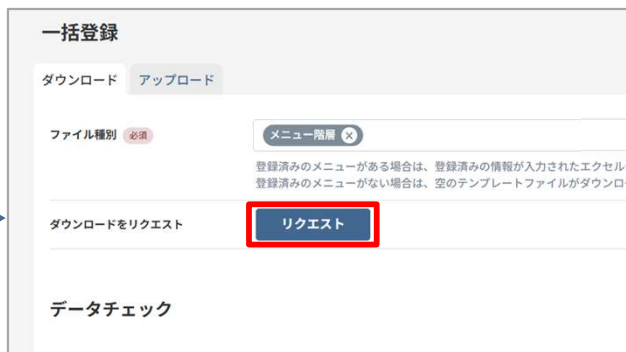 一括登録
ダウンロード アップロード
ファイル種別 必須 メニュー階層
登録済みのメニューがある場合は、登録済みの情報が入力されたエクセル
登録済みのメニューがない場合は、空のテンプレートファイルがダウンロ
ダウンロードをリクエスト リクエスト
データチェック